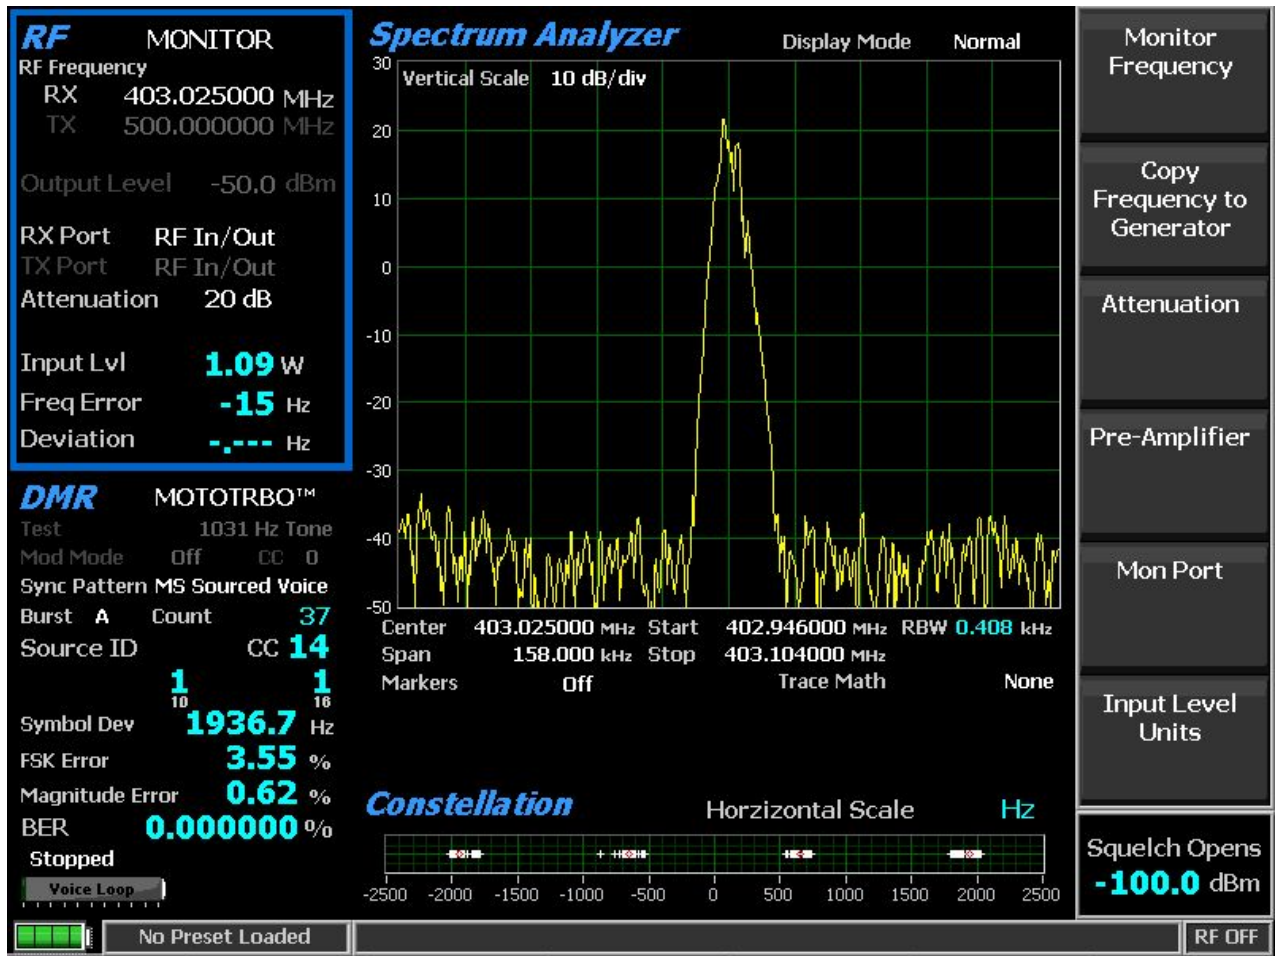 RF MONITOR
RF Frequency
RX 403.025000 MHz
TX 500.000000 MHz
Output Level -50.0 dBm
RX Port RF In/Out
TX Port RF In/Out
Attenuation 20 dB
Input Lvl 1.09 W
Freq Error -15 Hz
Deviation -.--- Hz
DMR MOTOTRBO™
Test 1031 Hz Tone
Mod Mode Off CC 0
Sync Pattern MS Sourced Voice
Burst A Count 37
Source ID CC 14
1 1
10 16
Symbol Dev 1936.7 Hz
FSK Error 3.55 %
Magnitude Error 0.62 %
BER 0.000000 %
Stopped
Voice Loop
Spectrum Analyzer Display Mode Normal
Vertical Scale 10 dB/div
30
20
10
0
-10
-20
-30
-40
-50
Center 403.025000 MHz Start 402.946000 MHz RBW 0.408 kHz
Span 158.000 kHz Stop 403.104000 MHz
Markers Off Trace Math None
Constellation Horzizontal Scale Hz
-2500 -2000 -1500 -1000 -500 0 500 1000 1500 2000 2500
Monitor
Frequency
Copy
Frequency to
Generator
Attenuation
Pre-Amplifier
Mon Port
Input Level
Units
Squelch Opens
-100.0 dBm
No Preset Loaded
RF OFF